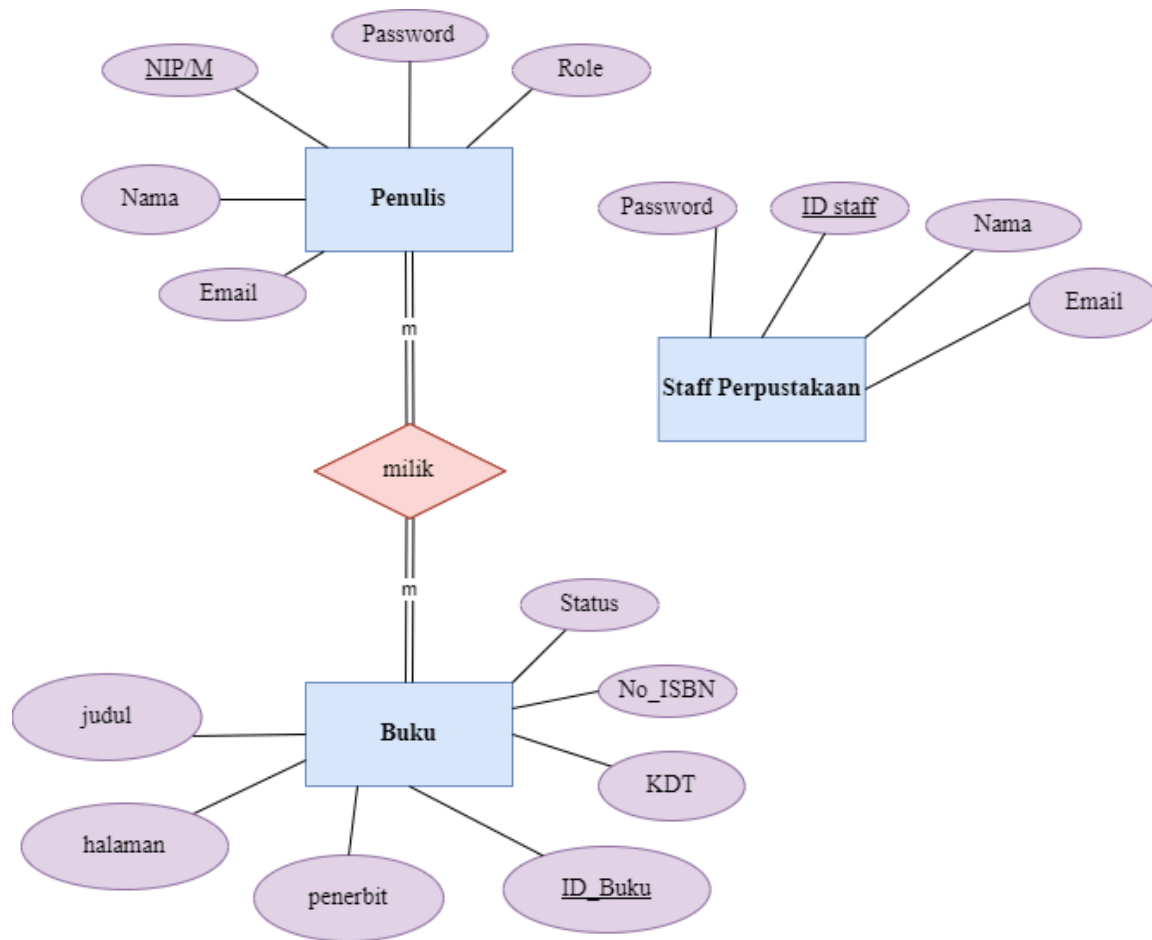 Password
NIP/M
Role
Nama
Penulis
Email
Password
ID staff
Nama
Email
Staff Perpustakaan
m
milik
m
Status
No_ISBN
judul
Buku
KDT
halaman
penerbit
ID_Buku